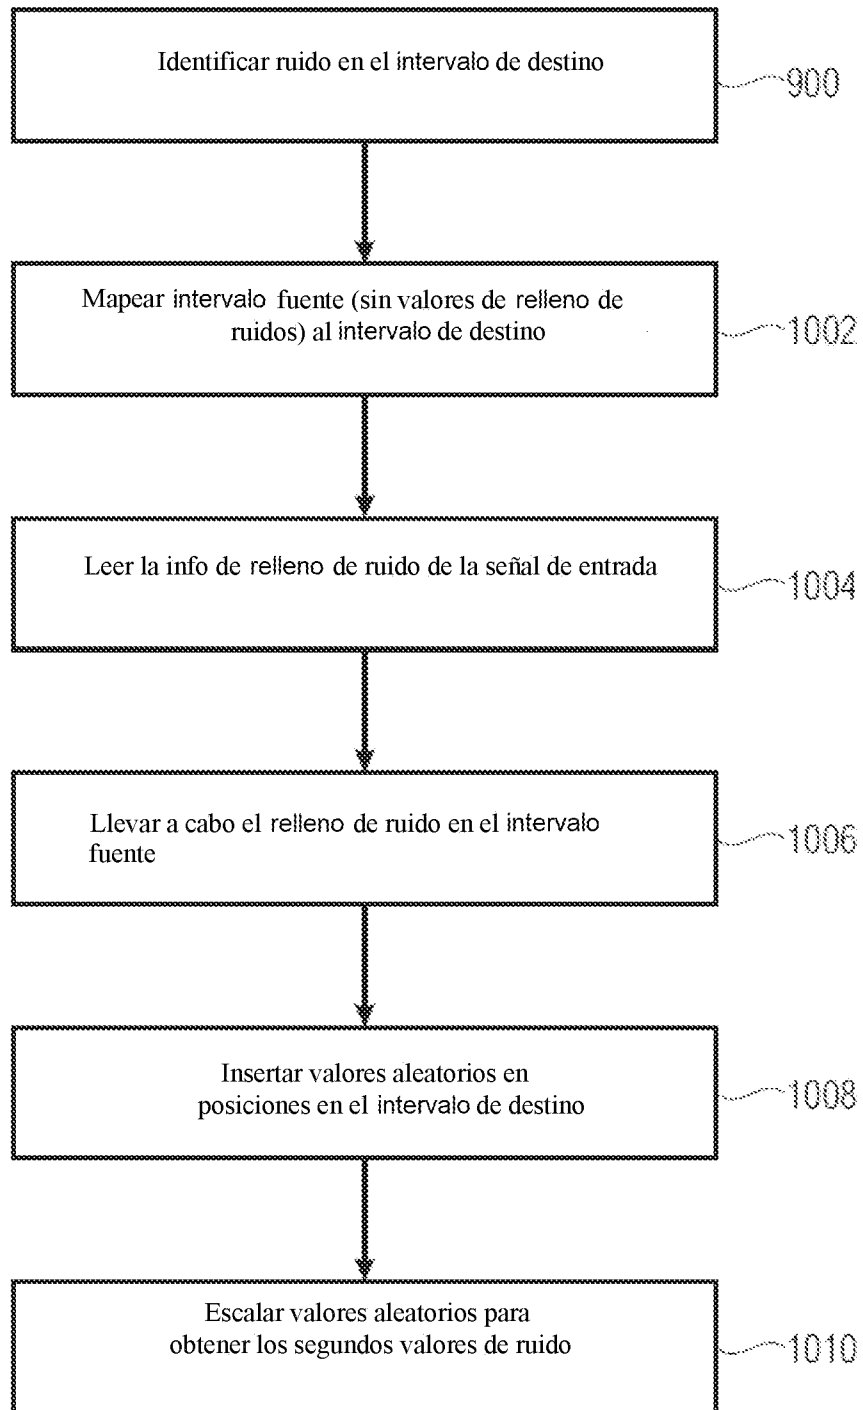 Identificar ruido en el intervalo de destino
900
Mapear intervalo fuente (sin valores de relleno de
ruidos) al intervalo de destino
1002
Leer la info de relleno de ruido de la señal de entrada
1004
Llevar a cabo el relleno de ruido en el intervalo
fuente
1006
Insertar valores aleatorios en
posiciones en el intervalo de destino
1008
Escalar valores aleatorios para
obtener los segundos valores de ruido
1010